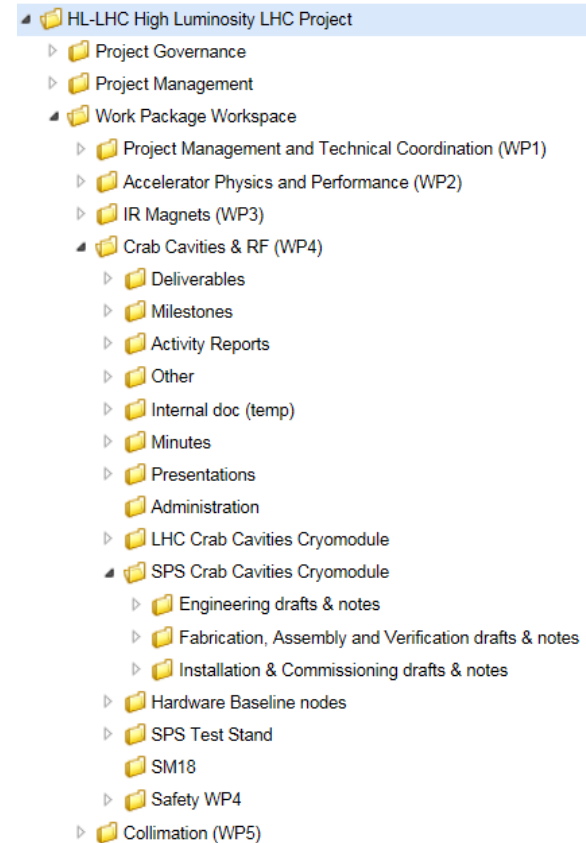 HL-LHC High Luminosity LHC Project
Project Governance
Project Management
Work Package Workspace
Project Management and Technical Coordination (WP1)
Accelerator Physics and Performance (WP2)
IR Magnets (WP3)
Crab Cavities & RF (WP4)
Deliverables
Milestones
Activity Reports
Other
Internal doc (temp)
Minutes
Presentations
Administration
LHC Crab Cavities Cryomodule
SPS Crab Cavities Cryomodule
Engineering drafts & notes
Fabrication, Assembly and Verification drafts & notes
Installation & Commissioning drafts & notes
Hardware Baseline nodes
SPS Test Stand
SM18
Safety WP4
Collimation (WP5)